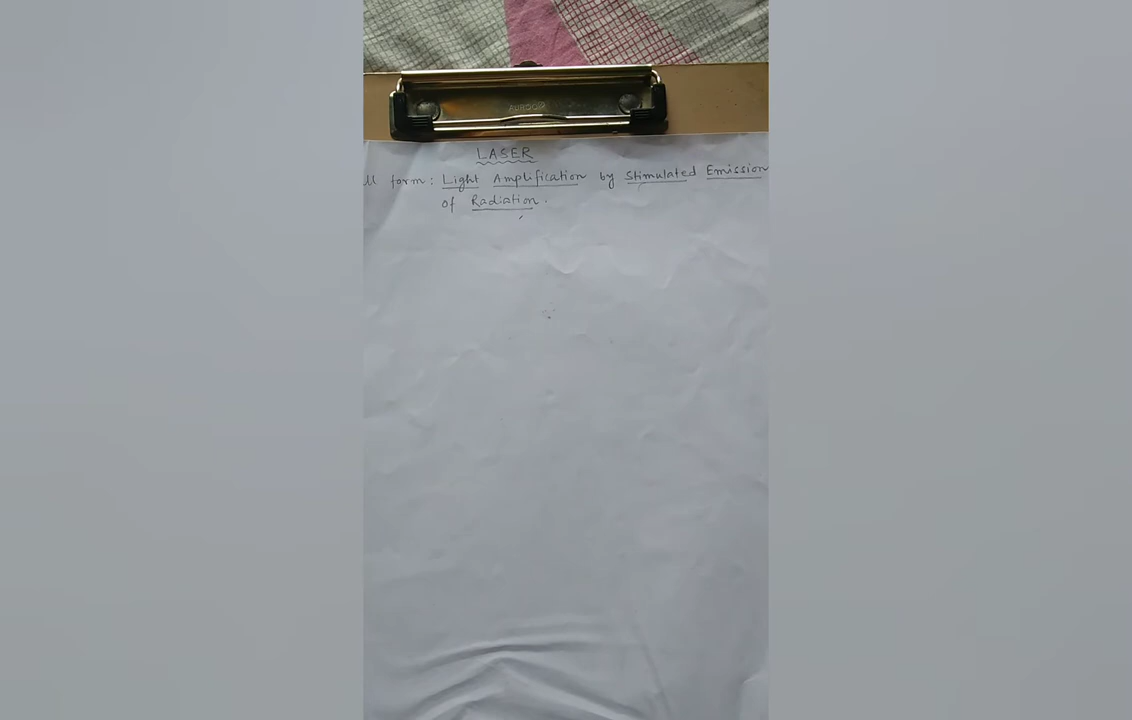 LASER
ll form: Light Amplification by Stimulated Emission
of Radiation.